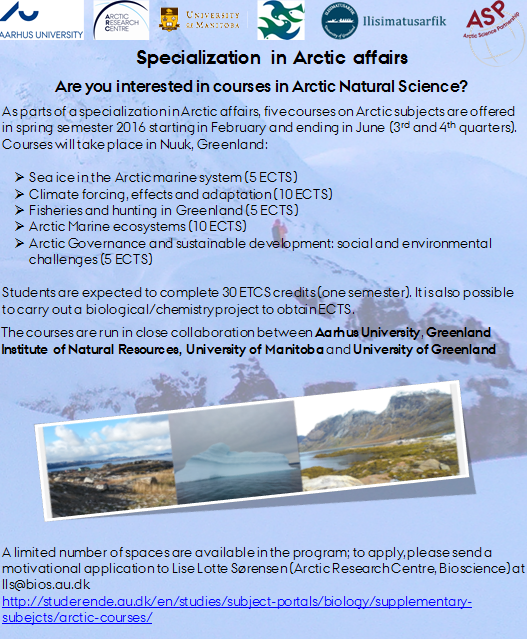 AARHUS UNIVERSITY
ARCTIC
RESEARCH
CENTRE
UNIVERSITY
OF MANITOBA
Ilisimatusarfik
ASP
Arctic Science Partnership
Specialization in Arctic affairs
Are you interested in courses in Arctic Natural Science?
As parts of a specialization in Arctic affairs, five courses on Arctic subjects are offered
in spring semester 2016 starting in February and ending in June (3rd and 4th quarters).
Courses will take place in Nuuk, Greenland:
➢ Sea ice in the Arctic marine system (5 ECTS)
➢ Climate forcing, effects and adaptation (10 ECTS)
➢ Fisheries and hunting in Greenland (5 ECTS)
➢ Arctic Marine ecosystems (10 ECTS)
➢ Arctic Governance and sustainable development: social and environmental
challenges (5 ECTS)
Students are expected to complete 30 ETCS credits (one semester). It is also possible
to carry out a biological/chemistry project to obtain ECTS.
The courses are run in close collaboration between Aarhus University, Greenland
Institute of Natural Resources, University of Manitoba and University of Greenland
A limited number of spaces are available in the program; to apply, please send a
motivational application to Lise Lotte Sørensen (Arctic Research Centre, Bioscience) at
lls@bios.au.dk
http://studerende.au.dk/en/studies/subject-portals/biology/supplementary-
subejcts/arctic-courses/